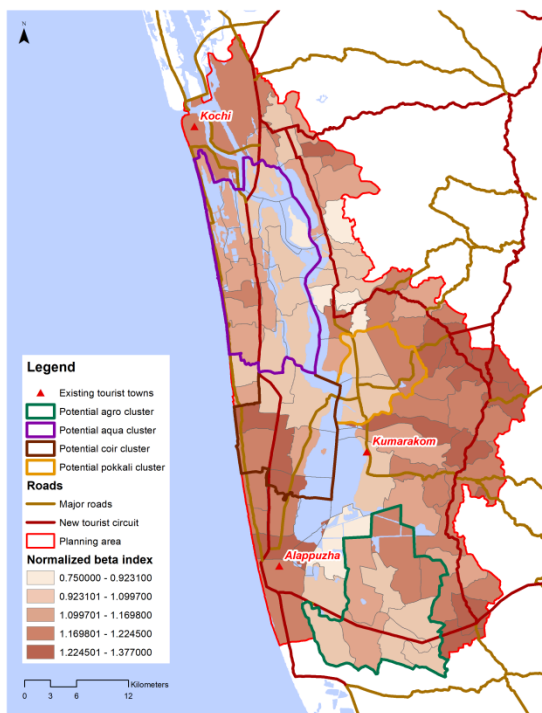 N
Kochi
Legend
Existing tourist towns
Potential agro cluster
Potential aqua cluster
Potential coir cluster
Potential pokkali cluster
Roads
Major roads
New tourist circuit
Planning area
Normalized beta index
0.750000 - 0.923100
0.923101 - 1.099700
1.099701 - 1.169800
1.169801 - 1.224500
1.224501 - 1.377000
Kumarakom
Alappuzha
Kilometers
0 3 6 12